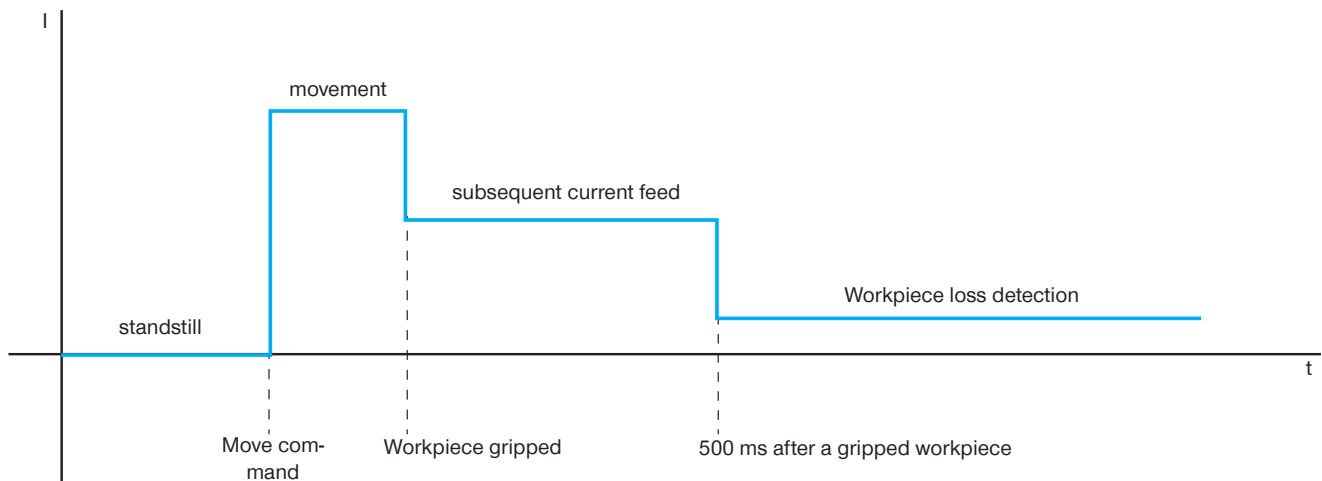 I
movement
subsequent current feed
Workpiece loss detection
standstill
t
Move com-
mand
Workpiece gripped
500 ms after a gripped workpiece